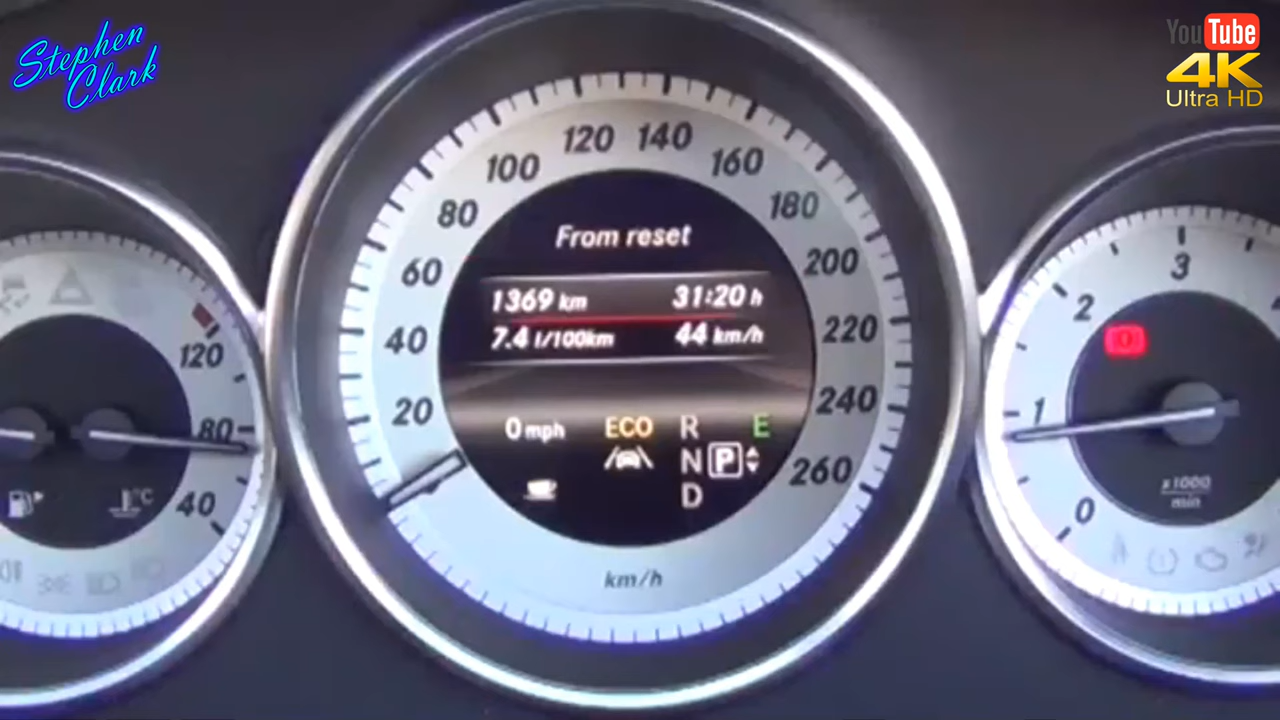 Stephen
Clark
YouTube
4K
Ultra HD
120
80
40
°C
20
40
60
80
100
120
140
160
180
200
220
240
260
km/h
From reset
1369 km 31:20 h
7.4 l/100km 44 km/h
0 mph ECO R E
N P
D
0
1
2
3
x1000
min